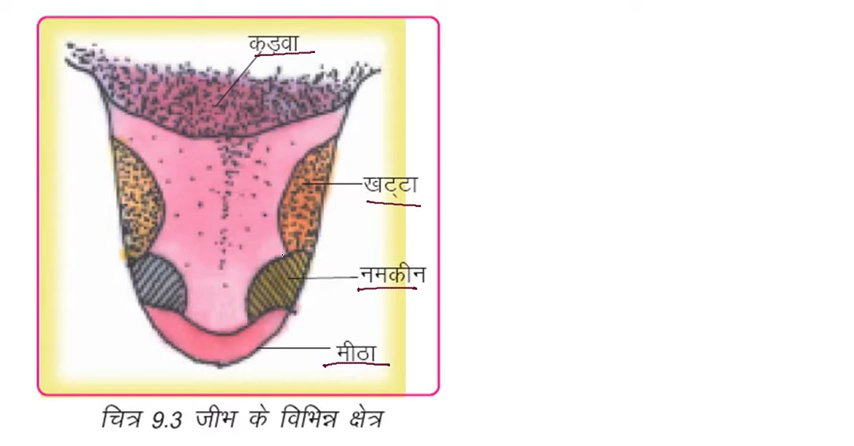 कड़वा
खट्टा
नमकीन
मीठा
चित्र 9.3 जीभ के विभिन्न क्षेत्र